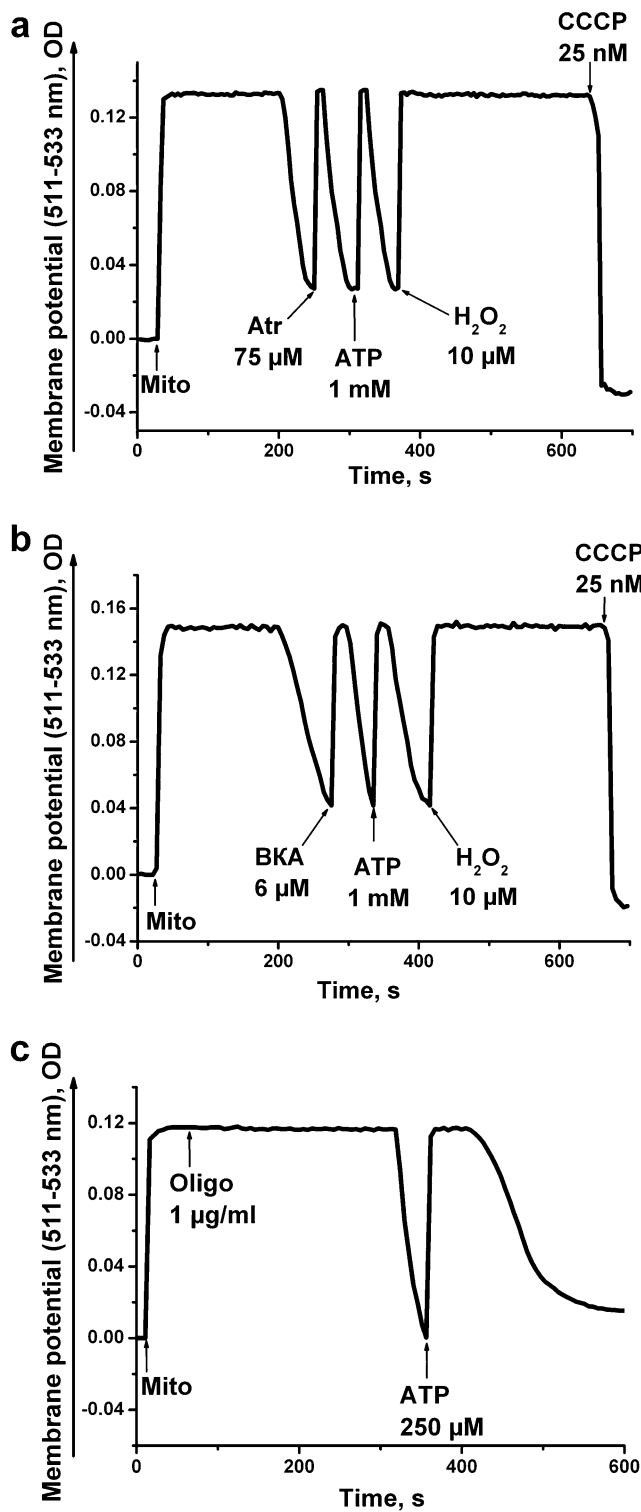 a
CCCP
25 nM
Membrane potential (511-533 nm), OD
0.12
0.08
0.04
0.00
-0.04
Atr
75 µM
ATP
1 mM
H₂O₂
10 µM
Mito
0
200
400
600
Time, s
b
CCCP
25 nM
Membrane potential (511-533 nm), OD
0.16
0.12
0.08
0.04
0.00
-0.04
BKA
6 µM
ATP
1 mM
H₂O₂
10 µM
Mito
0
200
400
600
Time, s
c
Membrane potential (511-533 nm), OD
0.12
0.08
0.04
0.00
-0.04
Oligo
1 µg/ml
Mito
ATP
250 µM
0
200
400
600
Time, s